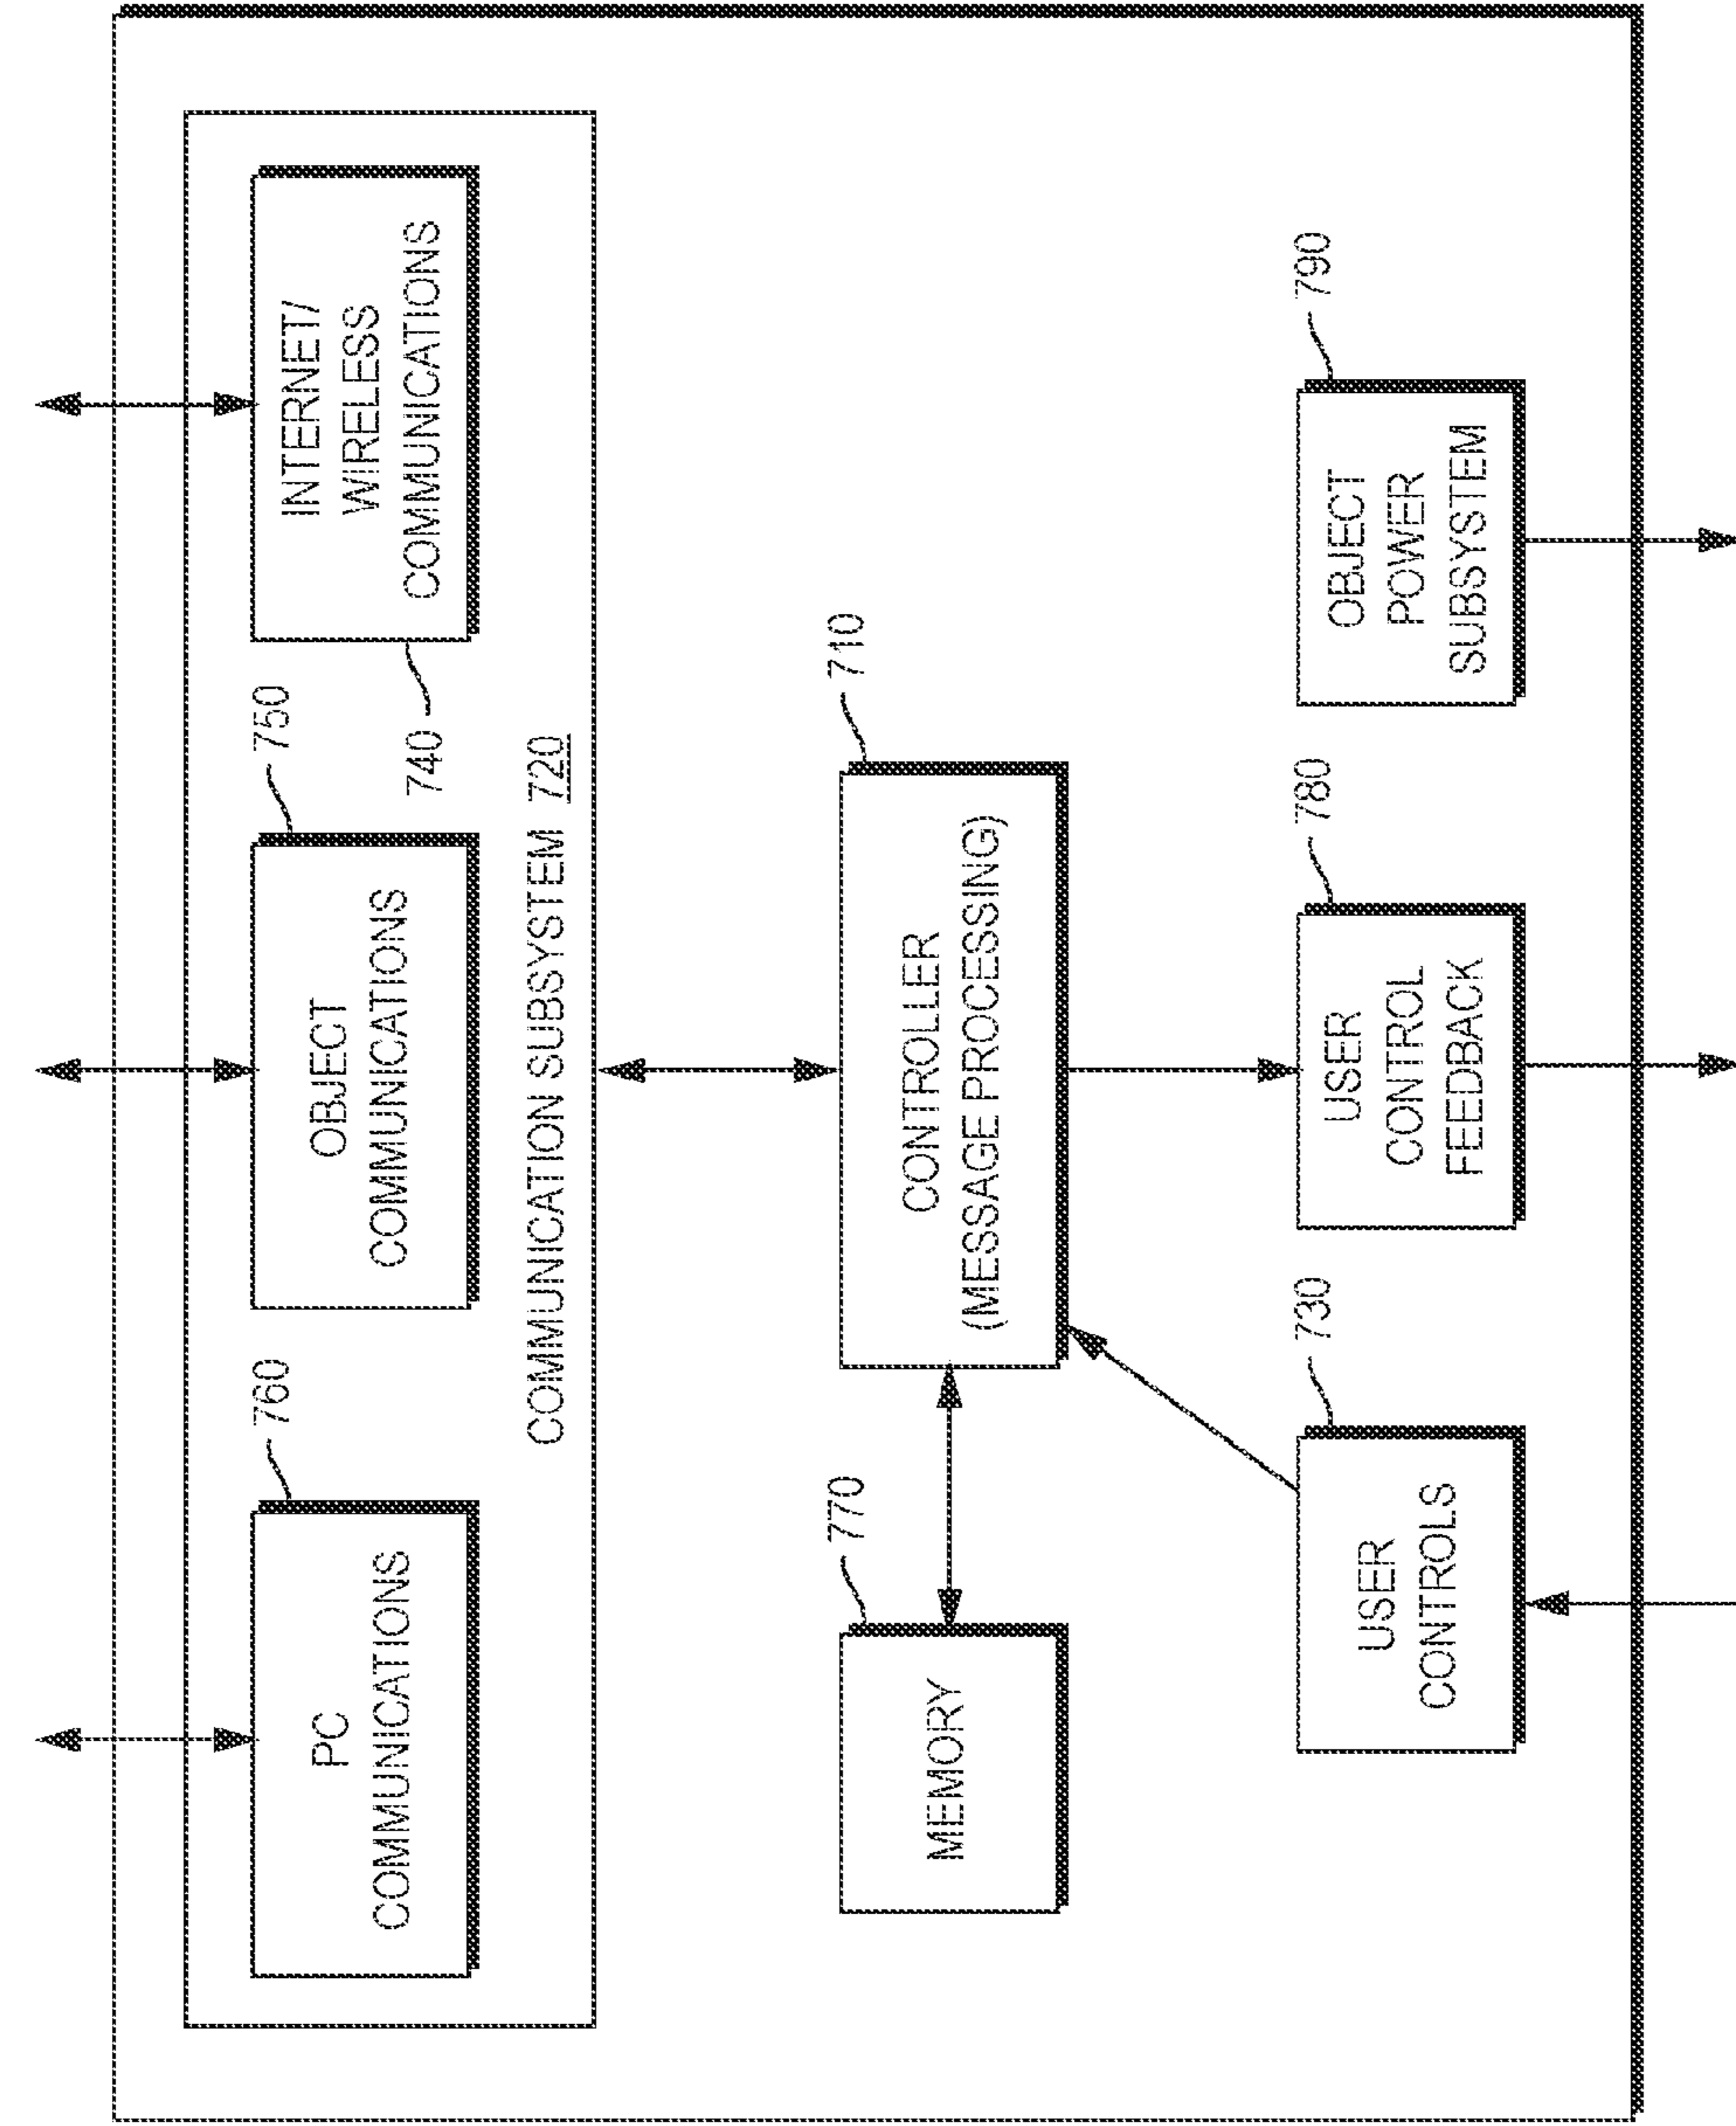 760
PC
COMMUNICATIONS
750
OBJECT
COMMUNICATIONS
INTERNET/
WIRELESS
COMMUNICATIONS
740
COMMUNICATION SUBSYSTEM 720
770
MEMORY
710
CONTROLLER
(MESSAGE PROCESSING)
730
USER
CONTROLS
780
USER
CONTROL
FEEDBACK
790
OBJECT
POWER
SUBSYSTEM